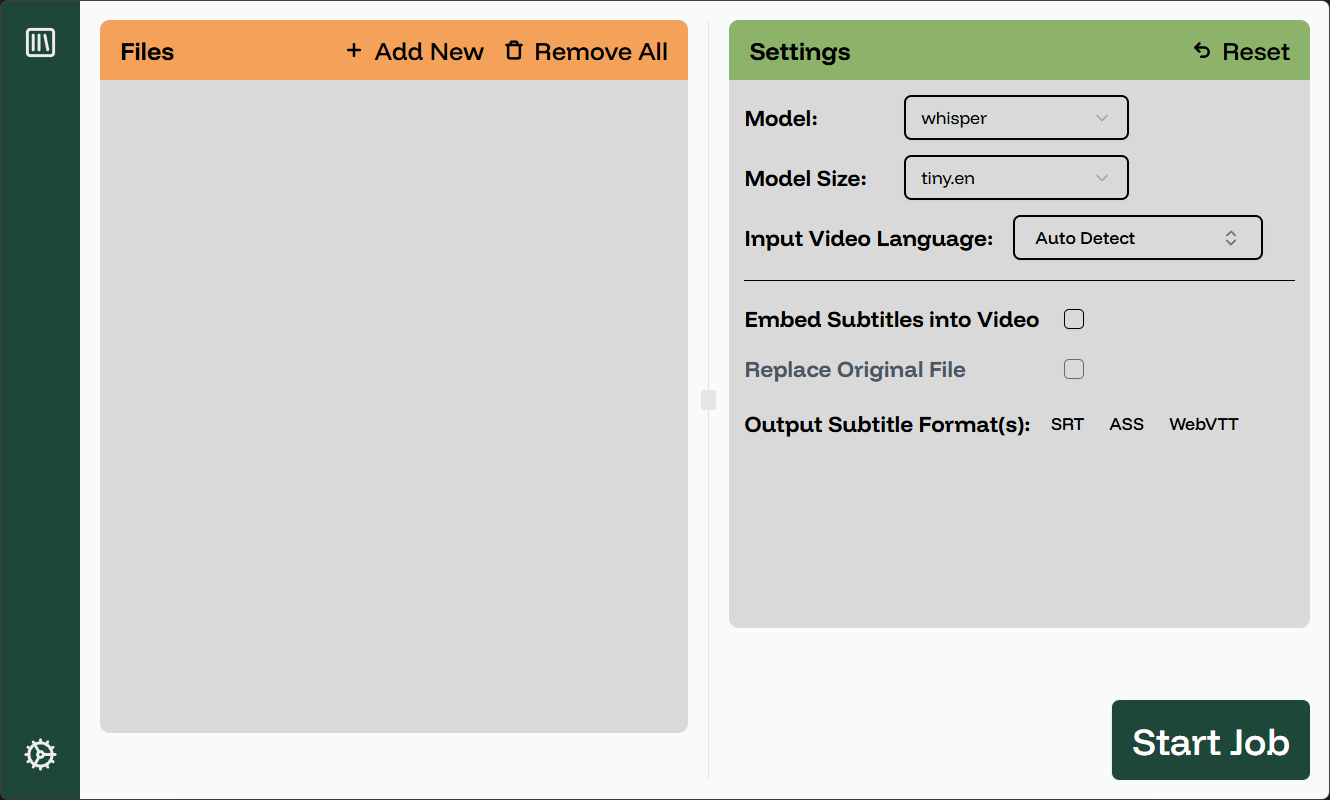 Files
Add New
Remove All
Settings
Reset
Model:
whisper
Model Size:
tiny.en
Input Video Language:
Auto Detect
Embed Subtitles into Video
Replace Original File
Output Subtitle Format(s):
SRT
ASS
WebVTT
Start Job